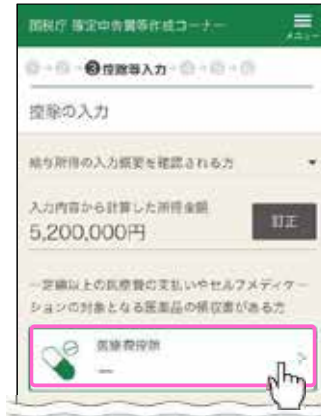 国税庁 確定申告書等作成コーナー
メニュー
❸控除等入力
控除の入力
給与所得の入力概要を確認される方
入力内容から計算した所得金額
5,200,000円
訂正
一定額以上の医療費の支払いやセルフメディケー
ションの対象となる医薬品の領収書がある方
医療費控除
—